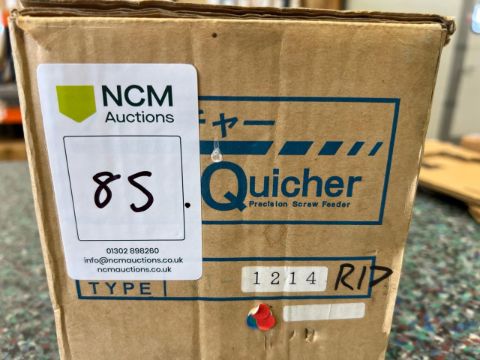 NCM
Auctions
85.
01302 898260
info@ncmauctions.co.uk
ncmauctions.co.uk
チャー
Quicher
Precision Screw Feeder
TYPE
1214 RID